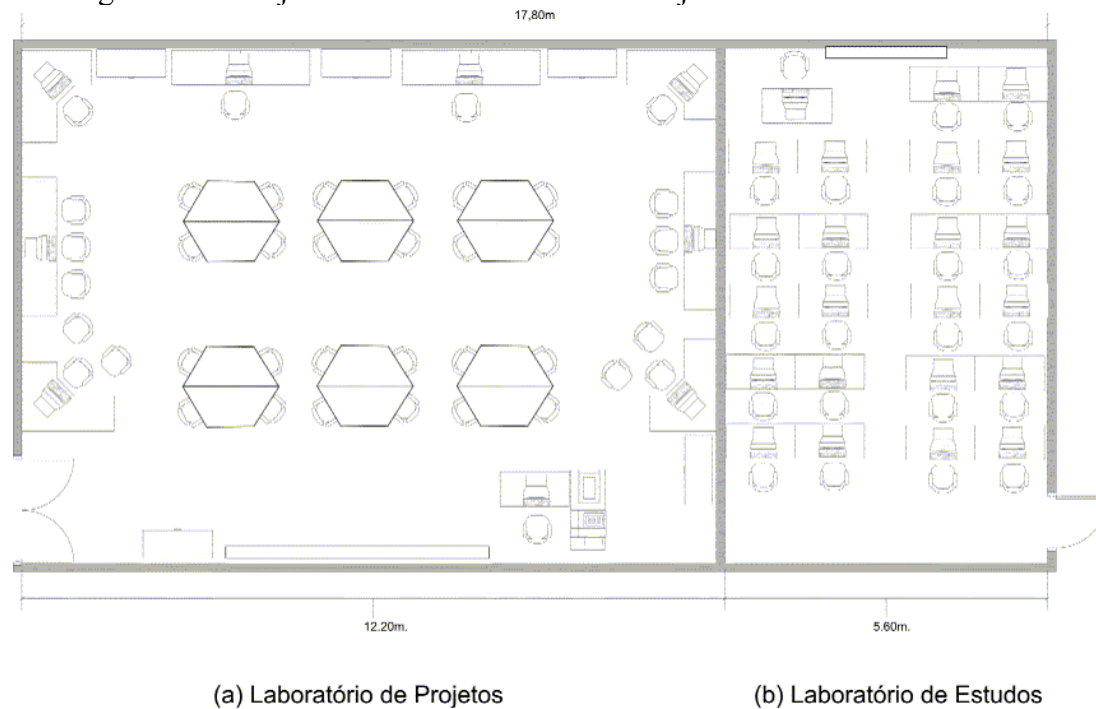 17,80m
12.20m.
5.60m.
(a) Laboratório de Projetos
(b) Laboratório de Estudos